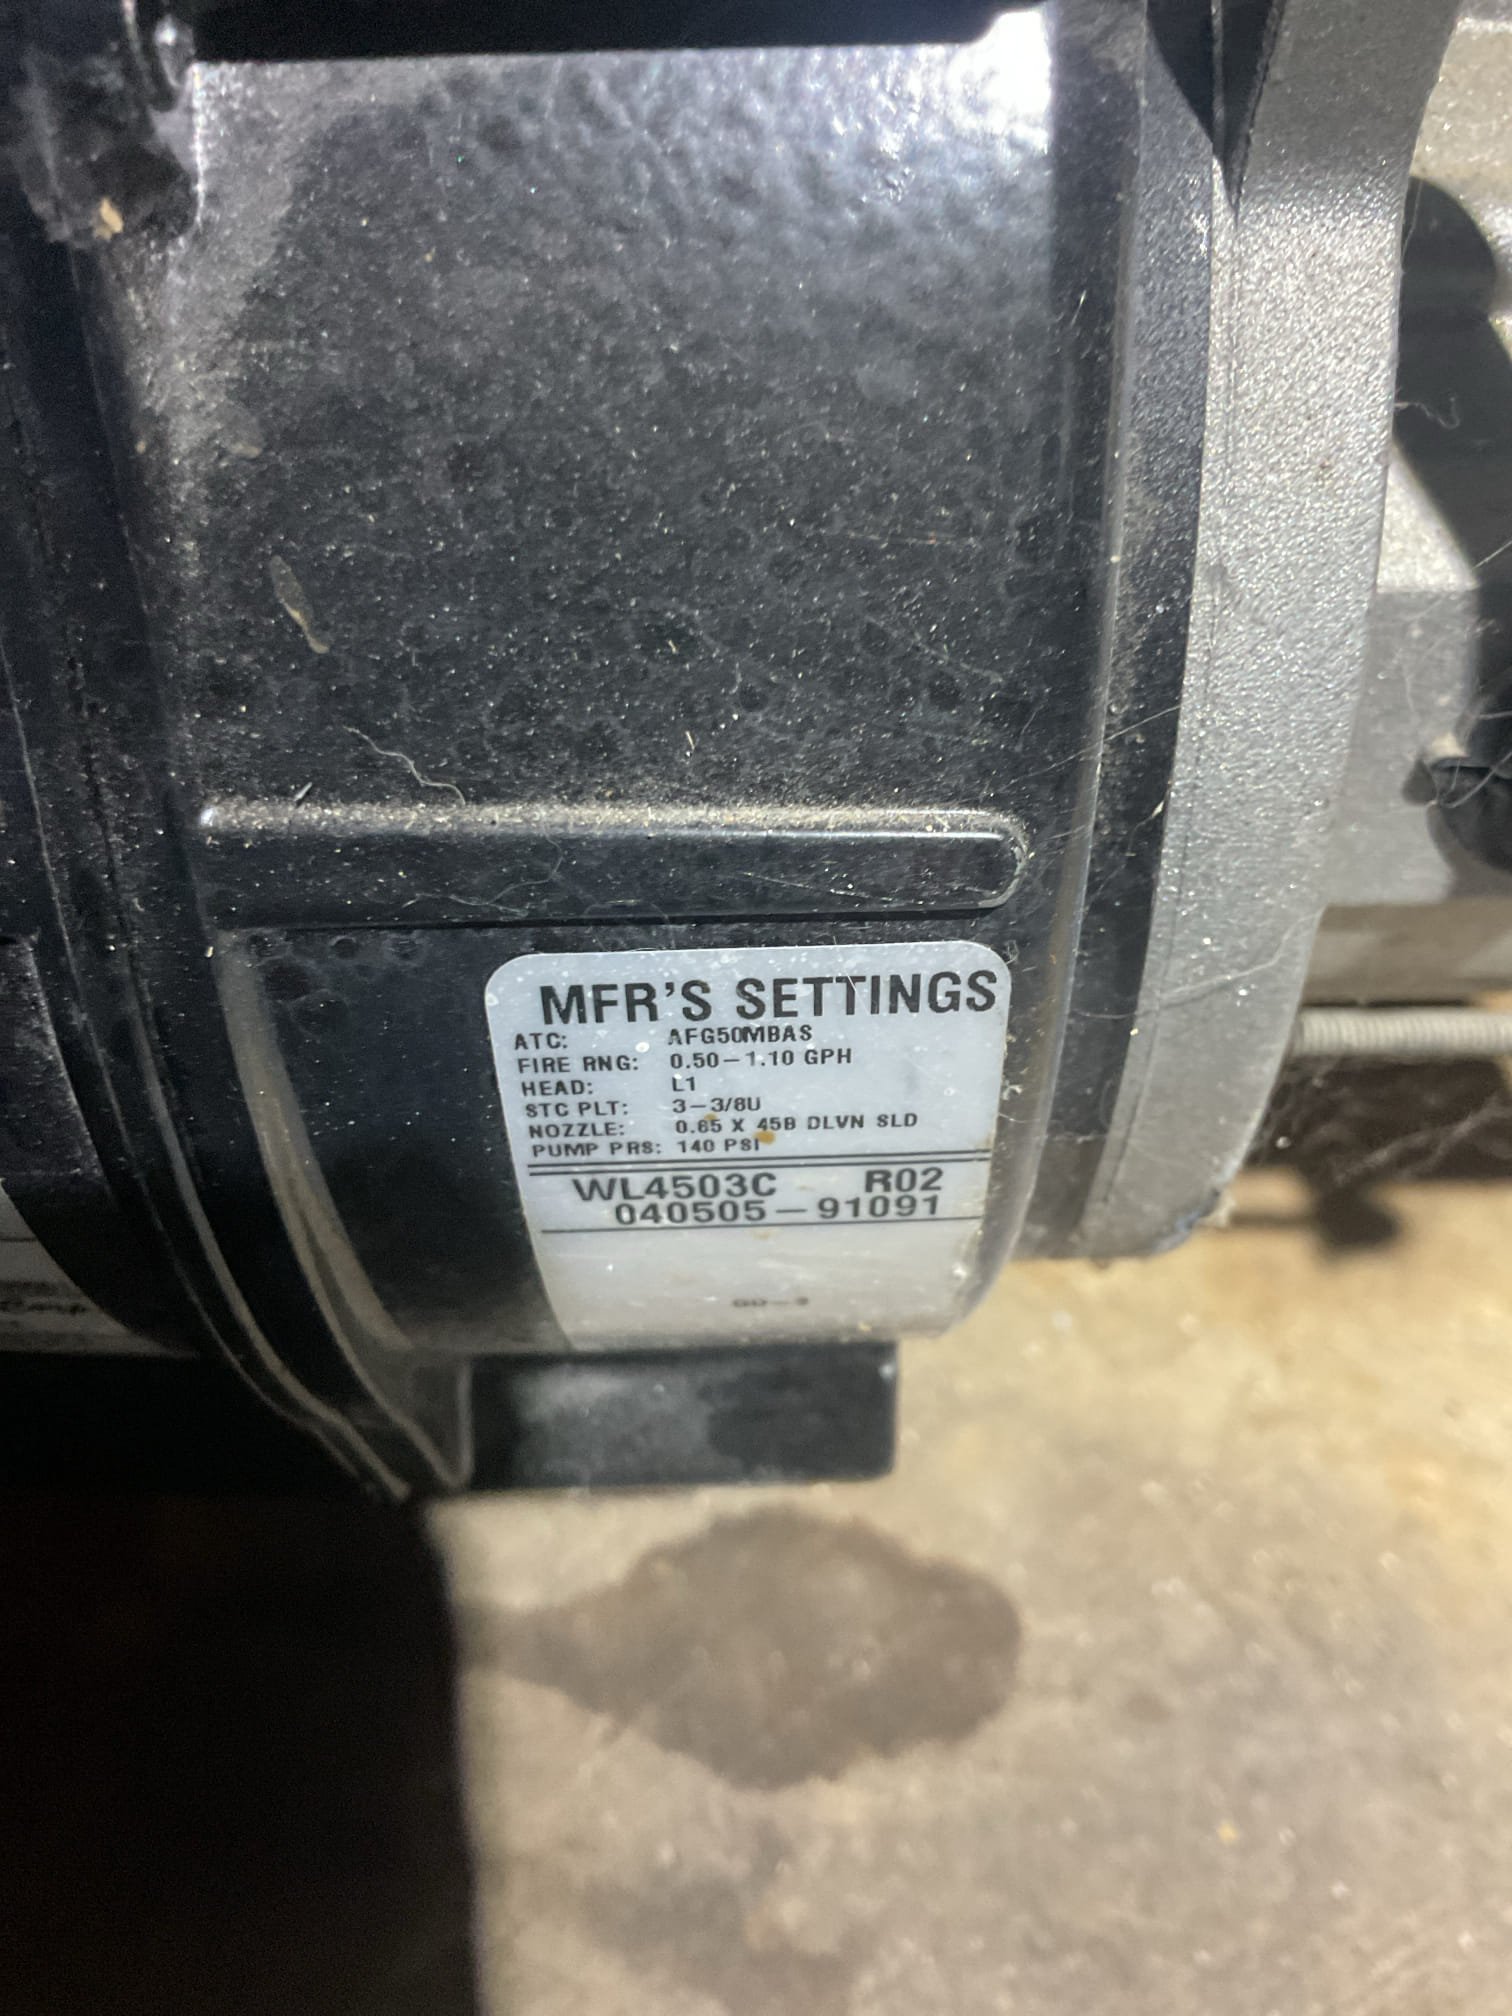 MFR'S SETTINGS
ATC: AFG50MBAS
FIRE RNG: 0.50-1.10 GPH
HEAD: L1
STC PLT: 3-3/8U
NOZZLE: 0.65 X 45B DLVN SLD
PUMP PRS: 140 PSI
WL4503C R02
040505-91091